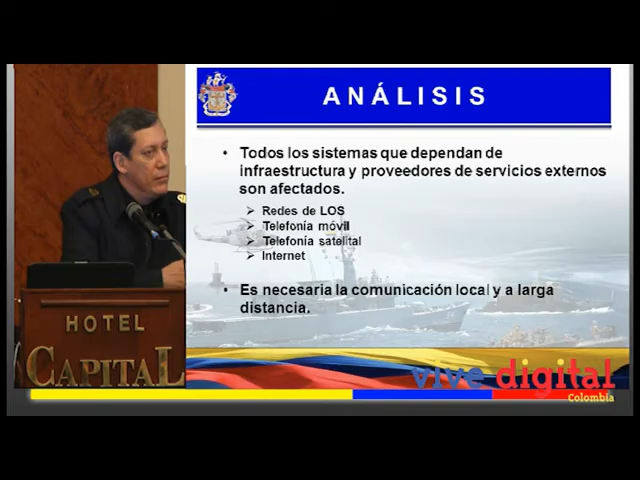 ANÁLISIS
• Todos los sistemas que dependan de
infraestructura y proveedores de servicios externos
son afectados.
➢ Redes de LOS
➢ Telefonía móvil
➢ Telefonía satelital
➢ Internet
• Es necesaria la comunicación local y a larga
distancia.
HOTEL
CAPITAL
vive digital
Colombia